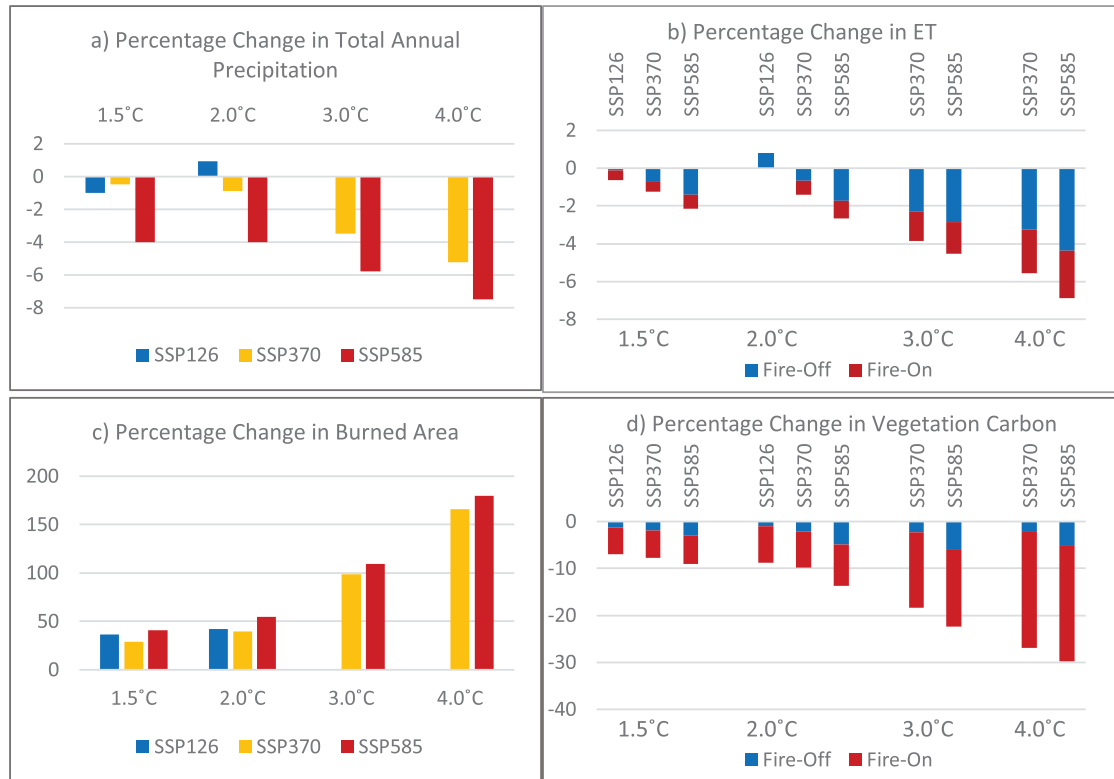 a) Percentage Change in Total Annual
Precipitation
1.5˚C 2.0˚C 3.0˚C 4.0˚C
2
0
-2
-4
-6
-8
SSP126 SSP370 SSP585
b) Percentage Change in ET
SSP126 SSP370 SSP585 SSP126 SSP370 SSP585 SSP370 SSP585 SSP370 SSP585
2
0
-2
-4
-6
-8
1.5˚C 2.0˚C 3.0˚C 4.0˚C
Fire-Off Fire-On
c) Percentage Change in Burned Area
200
150
100
50
0
1.5˚C 2.0˚C 3.0˚C 4.0˚C
SSP126 SSP370 SSP585
d) Percentage Change in Vegetation Carbon
SSP126 SSP370 SSP585 SSP126 SSP370 SSP585 SSP370 SSP585 SSP370 SSP585
0
-10
-20
-30
-40
1.5˚C 2.0˚C 3.0˚C 4.0˚C
Fire-Off Fire-On